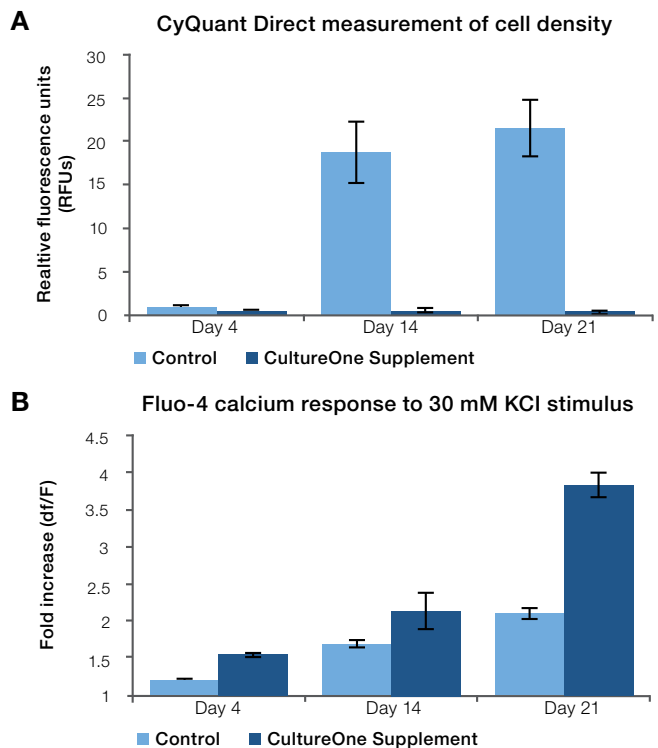 A
CyQuant Direct measurement of cell density
Realtive fluorescence units
(RFUs)
30
25
20
15
10
5
0
Day 4 Day 14 Day 21
Control CultureOne Supplement
B
Fluo-4 calcium response to 30 mM KCl stimulus
Fold increase (df/F)
4.5
4
3.5
3
2.5
2
1.5
1
Day 4 Day 14 Day 21
Control CultureOne Supplement